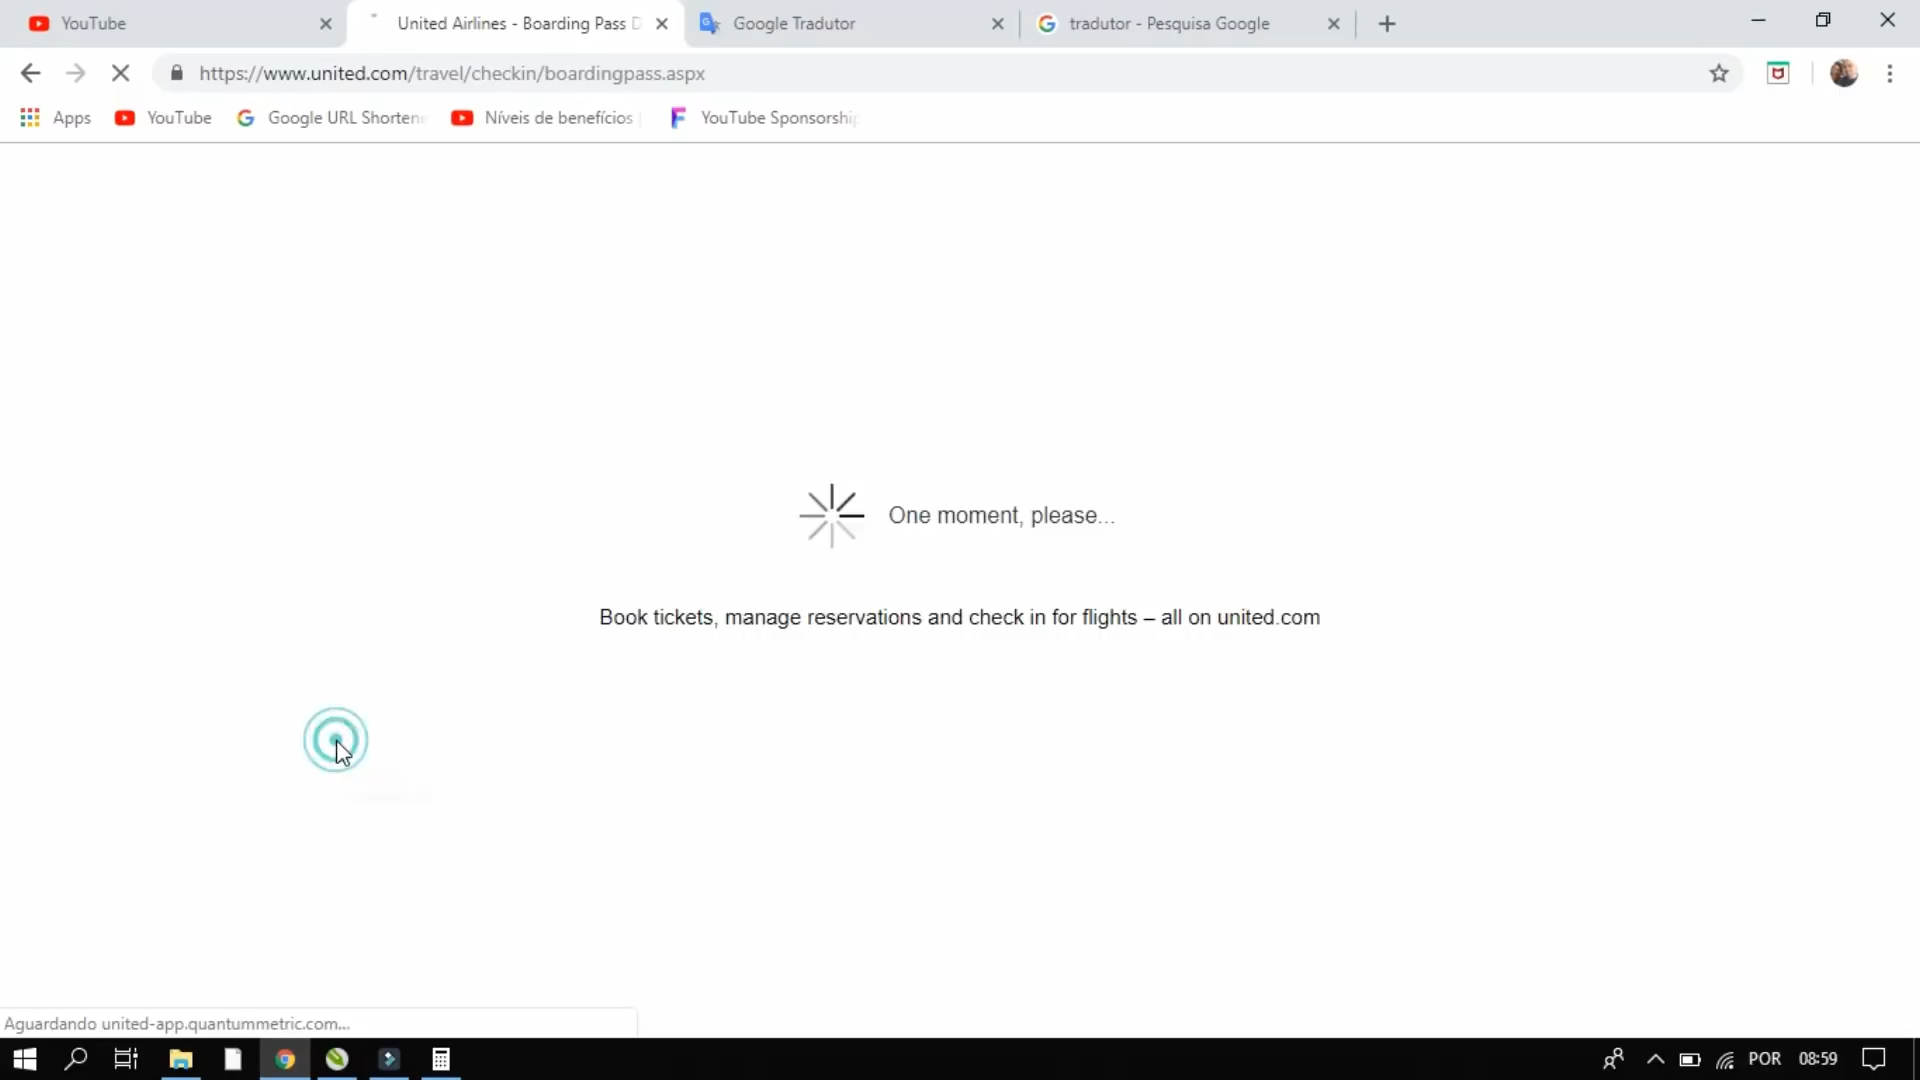 YouTube
United Airlines - Boarding Pass D
Google Tradutor
tradutor - Pesquisa Google
https://www.united.com/travel/checkin/boardingpass.aspx
Apps
YouTube
Google URL Shortene
Níveis de benefícios
YouTube Sponsorship
One moment, please...
Book tickets, manage reservations and check in for flights – all on united.com
Aguardando united-app.quantummetric.com...
POR
08:59